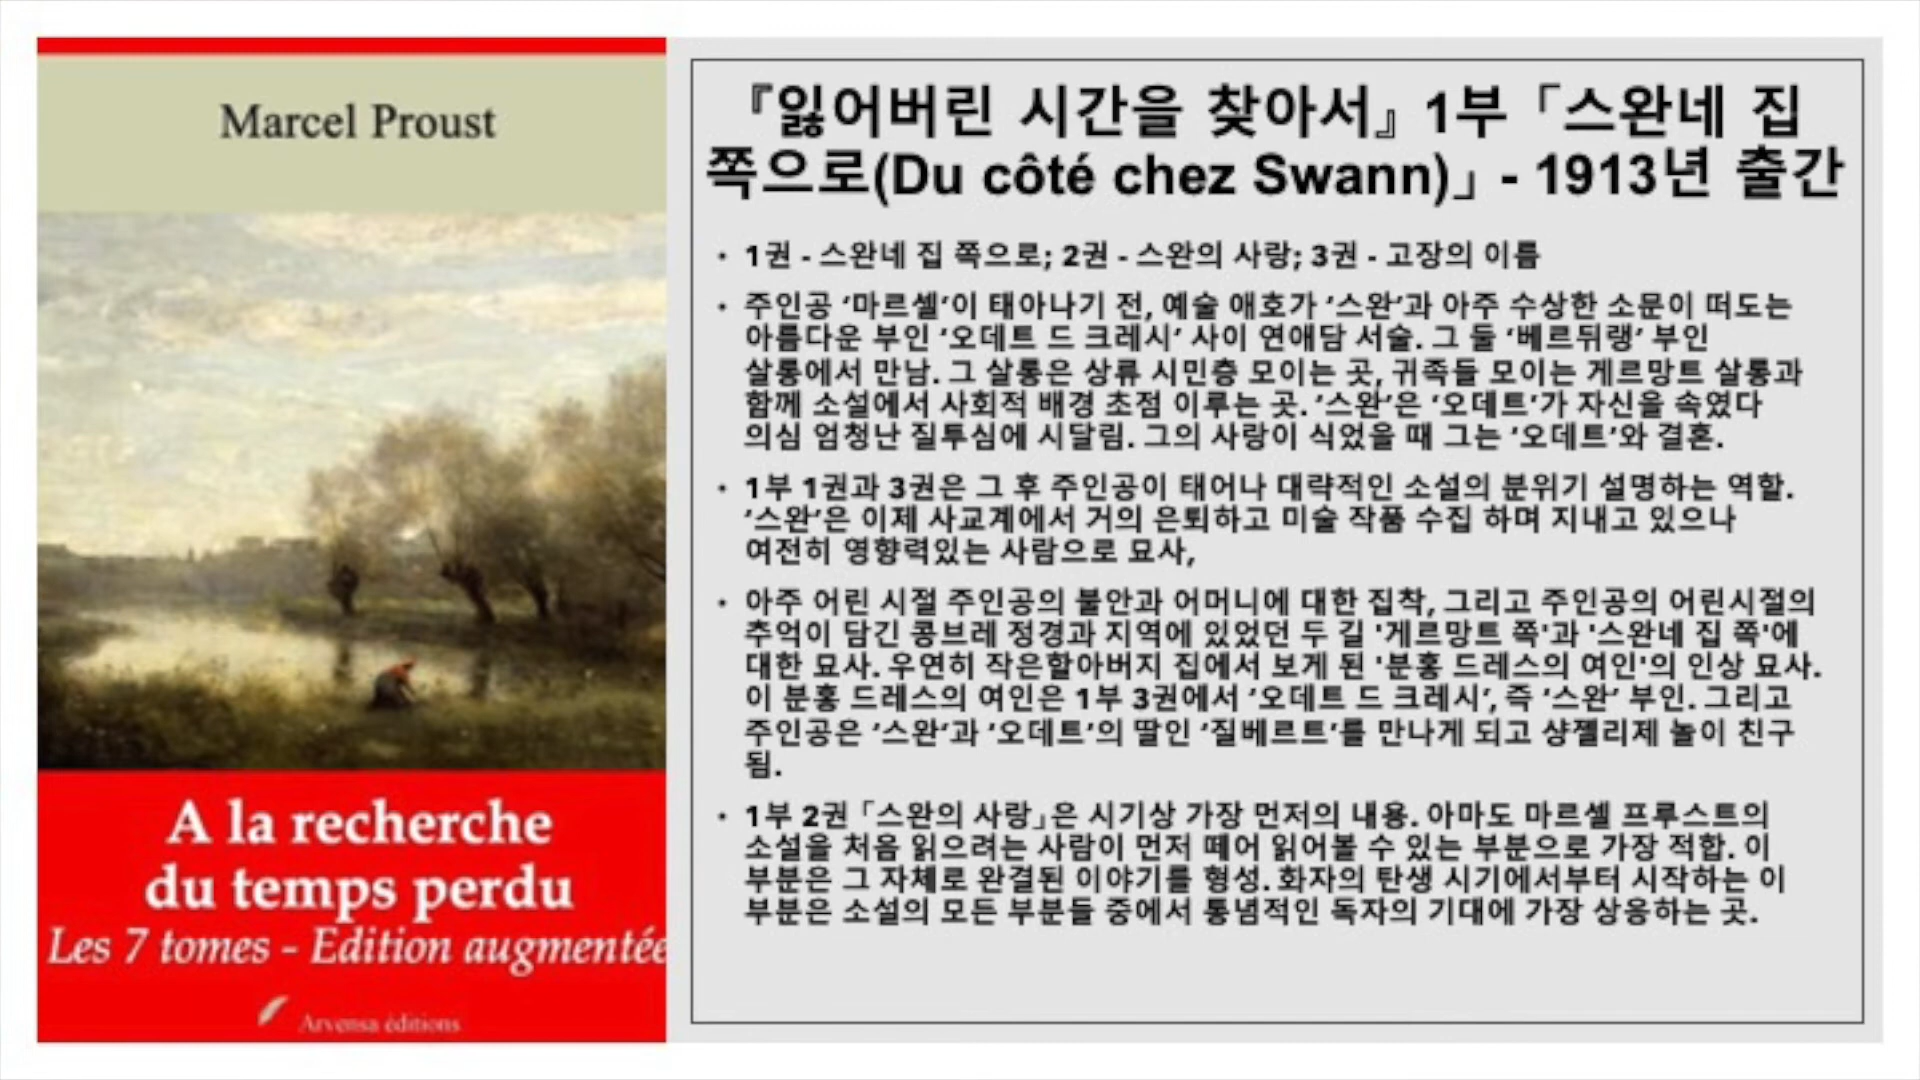 Marcel Proust
A la recherche
du temps perdu
Les 7 tomes - Edition augmentée
Arvensa éditions
『잃어버린 시간을 찾아서』 1부 「스완네 집
쪽으로(Du côté chez Swann)」 - 1913년 출간
• 1권 - 스완네 집 쪽으로; 2권 - 스완의 사랑; 3권 - 고장의 이름
• 주인공 ‘마르셀’이 태아나기 전, 예술 애호가 ‘스완’과 아주 수상한 소문이 떠도는
아름다운 부인 ‘오데트 드 크레시’ 사이 연애담 서술. 그 둘 ‘베르뒤랭’ 부인
살롱에서 만남. 그 살롱은 상류 시민층 모이는 곳, 귀족들 모이는 게르망트 살롱과
함께 소설에서 사회적 배경 초점 이루는 곳. ‘스완’은 ‘오데트’가 자신을 속였다
의심 엄청난 질투심에 시달림. 그의 사랑이 식었을 때 그는 ‘오데트’와 결혼.
• 1부 1권과 3권은 그 후 주인공이 태어나 대략적인 소설의 분위기 설명하는 역할.
‘스완’은 이제 사교계에서 거의 은퇴하고 미술 작품 수집 하며 지내고 있으나
여전히 영향력있는 사람으로 묘사,
• 아주 어린 시절 주인공의 불안과 어머니에 대한 집착, 그리고 주인공의 어린시절의
추억이 담긴 콩브레 정경과 지역에 있었던 두 길 '게르망트 쪽'과 '스완네 집 쪽'에
대한 묘사. 우연히 작은할아버지 집에서 보게 된 '분홍 드레스의 여인'의 인상 묘사.
이 분홍 드레스의 여인은 1부 3권에서 ‘오데트 드 크레시’, 즉 ‘스완’ 부인. 그리고
주인공은 ‘스완’과 ‘오데트’의 딸인 ‘질베르트’를 만나게 되고 샹젤리제 놀이 친구
됨.
• 1부 2권 「스완의 사랑」은 시기상 가장 먼저의 내용. 아마도 마르셀 프루스트의
소설을 처음 읽으려는 사람이 먼저 떼어 읽어볼 수 있는 부분으로 가장 적합. 이
부분은 그 자체로 완결된 이야기를 형성. 화자의 탄생 시기에서부터 시작하는 이
부분은 소설의 모든 부분들 중에서 통념적인 독자의 기대에 가장 상응하는 곳.